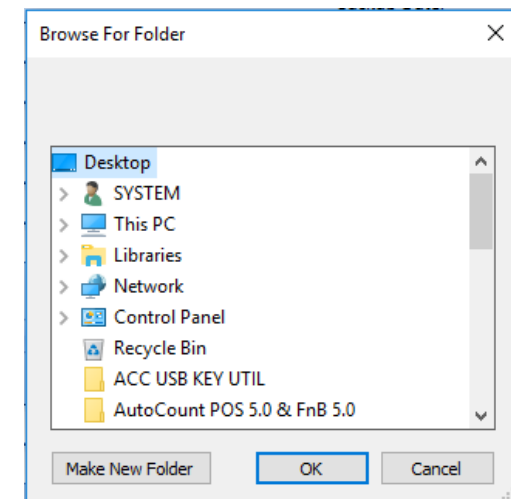 Browse For Folder
Desktop
SYSTEM
This PC
Libraries
Network
Control Panel
Recycle Bin
ACC USB KEY UTIL
AutoCount POS 5.0 & FnB 5.0
Make New Folder
OK
Cancel